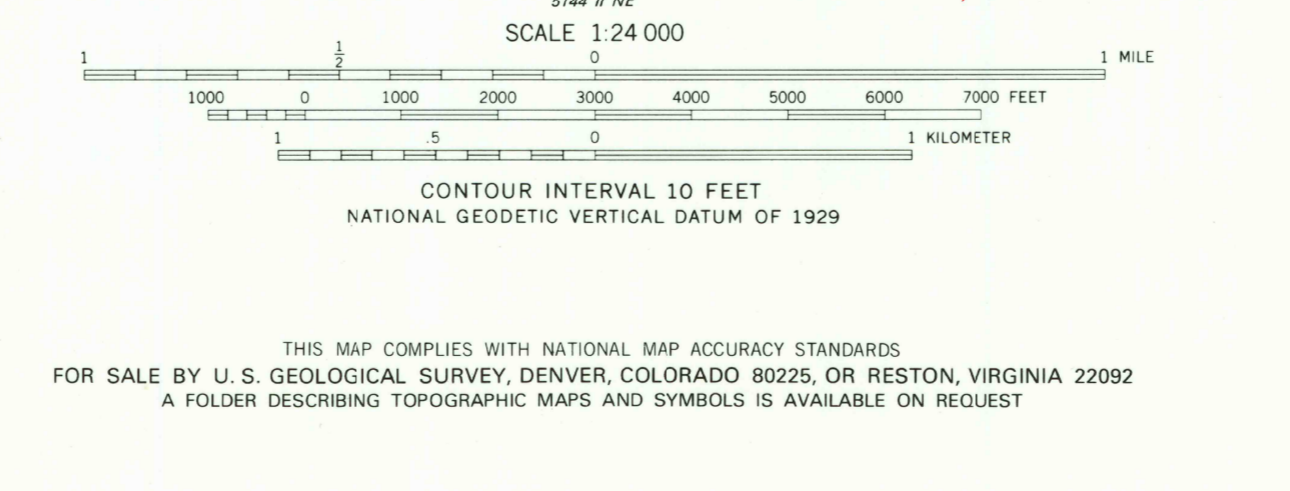 5144 II NE
SCALE 1:24 000
1 1/2 0 1 MILE
1000 0 1000 2000 3000 4000 5000 6000 7000 FEET
1 .5 0 1 KILOMETER
CONTOUR INTERVAL 10 FEET
NATIONAL GEODETIC VERTICAL DATUM OF 1929
THIS MAP COMPLIES WITH NATIONAL MAP ACCURACY STANDARDS
FOR SALE BY U. S. GEOLOGICAL SURVEY, DENVER, COLORADO 80225, OR RESTON, VIRGINIA 22092
A FOLDER DESCRIBING TOPOGRAPHIC MAPS AND SYMBOLS IS AVAILABLE ON REQUEST